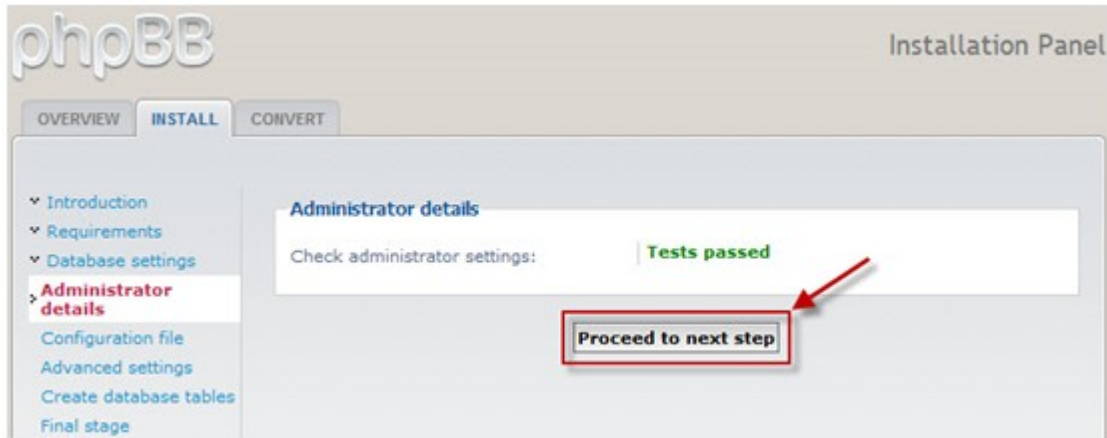 phpBB
Installation Panel
OVERVIEW INSTALL CONVERT
Introduction
Requirements
Database settings
Administrator
details
Configuration file
Advanced settings
Create database tables
Final stage
Administrator details
Check administrator settings: Tests passed
Proceed to next step